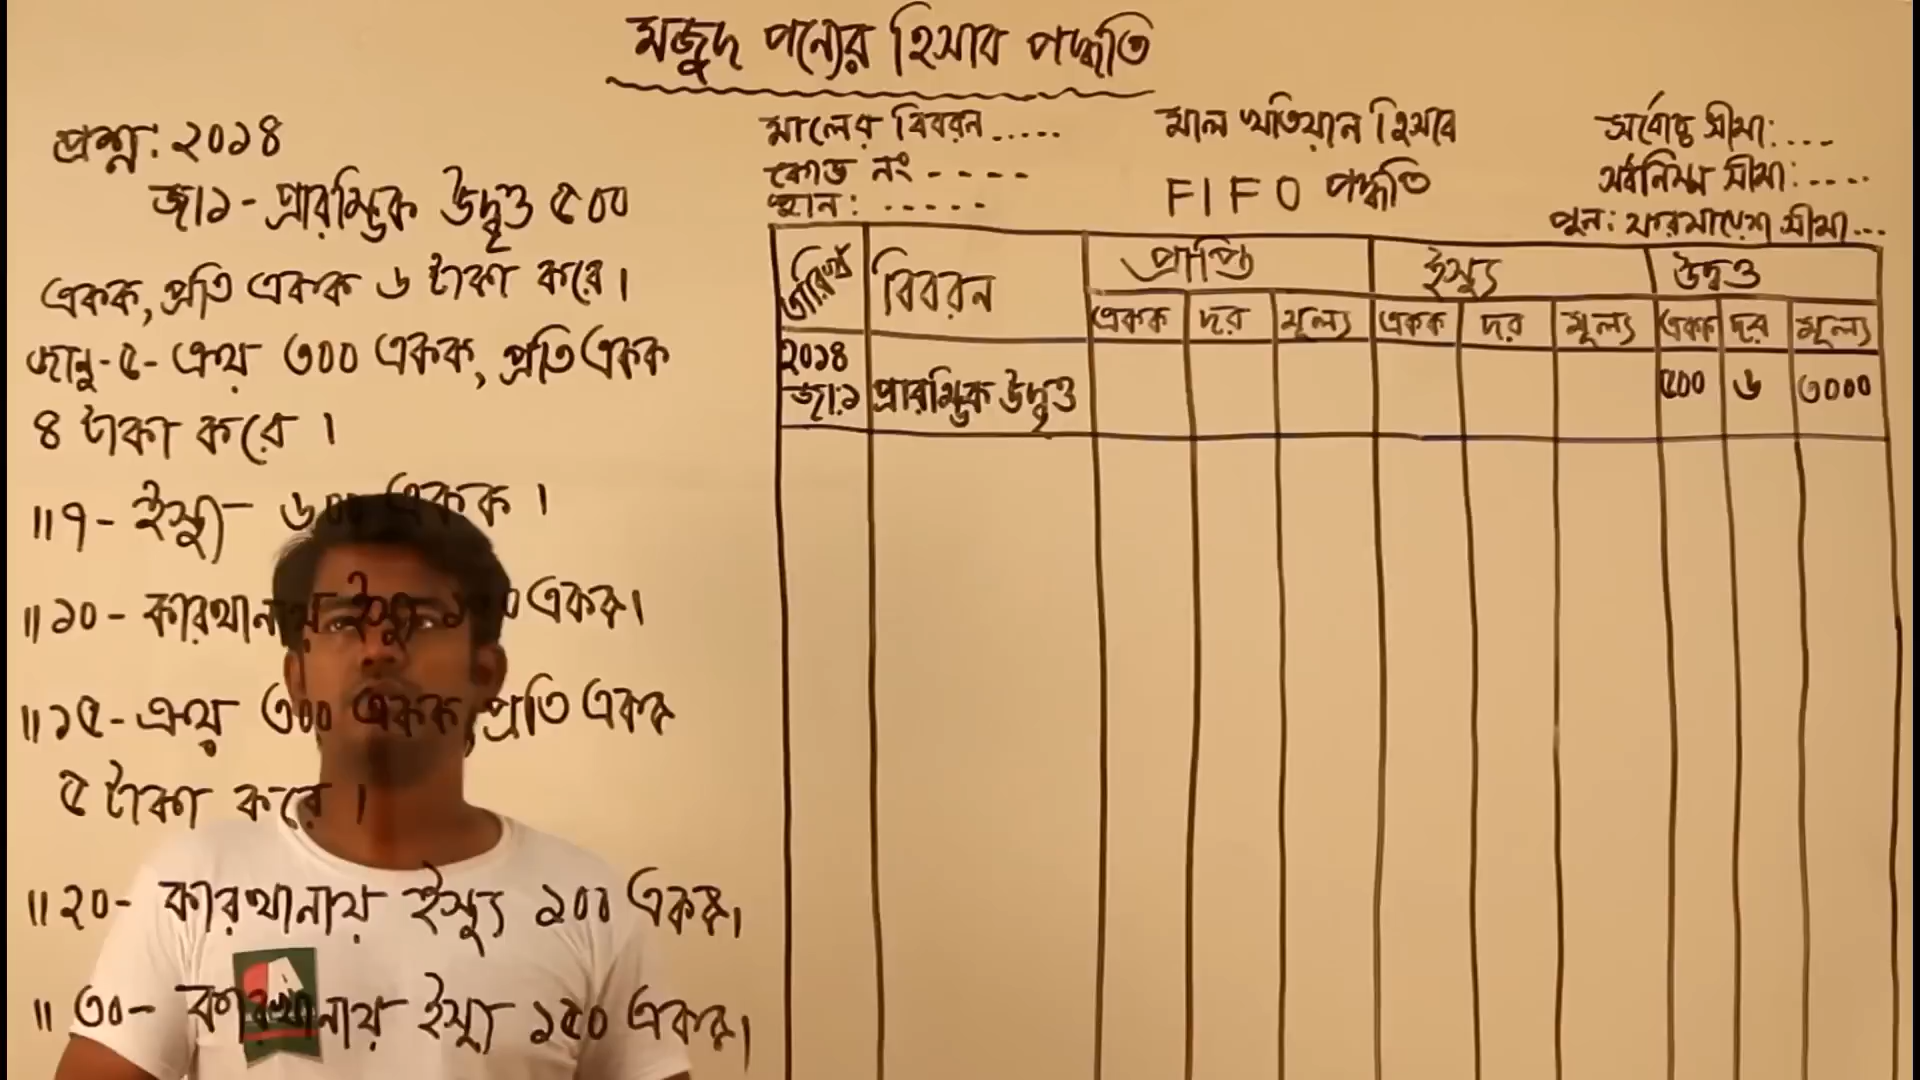 মজুদ পন্যের হিসাব পদ্ধতি
প্রশ্ন: ২০১৪
জা১- প্রারম্ভিক উদ্বৃত্ত ৫০০
একক, প্রতি একক ৬ টাকা করে।
জানু-৫- ক্রয় ৩০০ একক, প্রতি একক
৪ টাকা করে।
॥৭- ইস্যু ৬০০ একক।
॥১০- কারখানায় ইস্যু একক।
॥১৫- ক্রয় ৩০০ একক, প্রতি একক
৫ টাকা করে।
॥২০- কারখানায় ইস্যু ১০০ একক।
॥৩০- কারখানায় ইস্যু ১৫০ একক।
মালের বিবরন.....
কোড নং-----
স্থান:.....
মাল খতিয়ান হিসাব
FIFO পদ্ধতি
সর্বোচ্চ সীমা:....
সর্বনিম্ন সীমা:....
পুন: ফরমায়েশ সীমা...
তারিখ বিবরন প্রাপ্তি ইস্যু উদ্বৃত্ত
একক দর মূল্য একক দর মূল্য একক দর মূল্য
২০১৪
জা:১ প্রারম্ভিক উদ্বৃত্ত ৫০০ ৬ ৩০০০